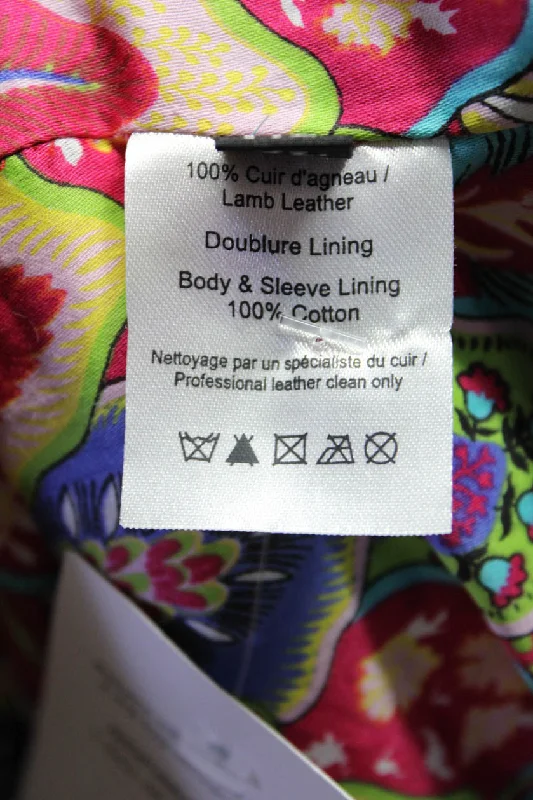 100% Cuir d'agneau /
Lamb Leather
Doublure Lining
Body & Sleeve Lining
100% Cotton
Nettoyage par un spécialiste du cuir /
Professional leather clean only